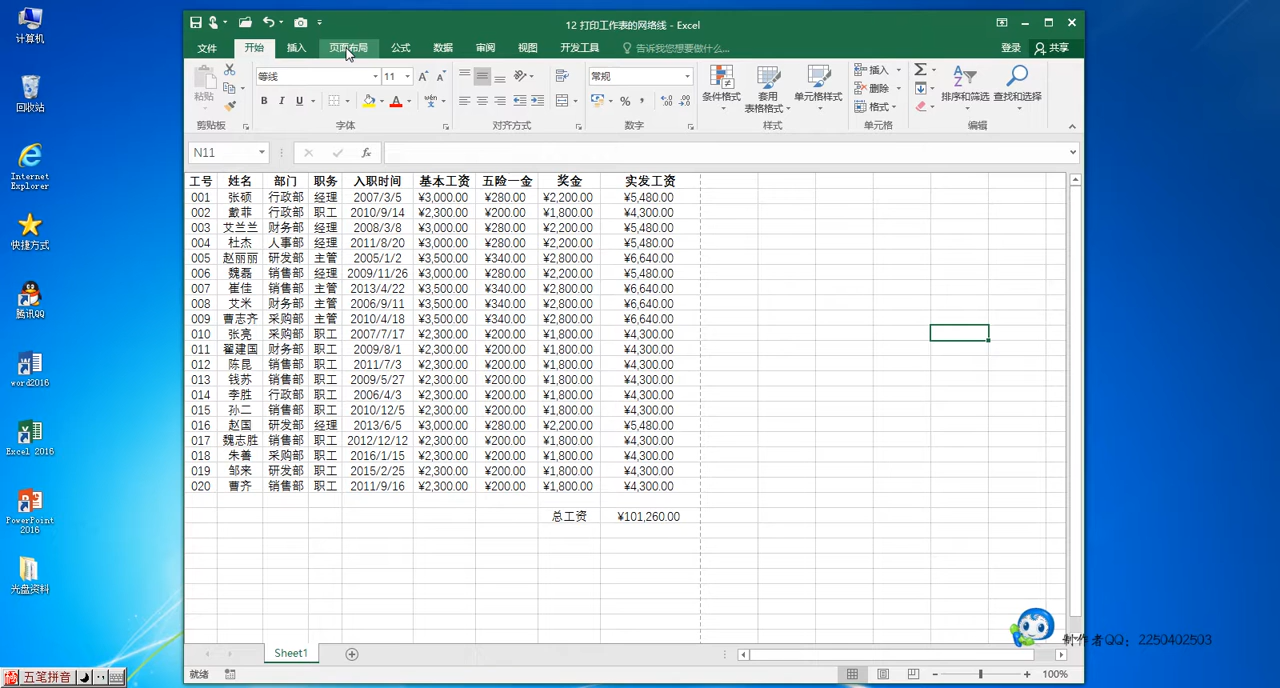 计算机
回收站
Internet
Explorer
快捷方式
腾讯QQ
word2016
Excel 2016
PowerPoint
2016
光盘资料
12 打印工作表的网络线 - Excel
文件 开始 插入 页面布局 公式 数据 审阅 视图 开发工具 告诉我您想要做什么... 登录 共享
粘贴 等线 11 常规 条件格式 套用 表格格式 单元格样式 插入 删除 格式 排序和筛选 查找和选择
剪贴板 字体 对齐方式 数字 样式 单元格 编辑
N11
工号 姓名 部门 职务 入职时间 基本工资 五险一金 奖金 实发工资
001 张硕 行政部 经理 2007/3/5 ¥3,000.00 ¥280.00 ¥2,200.00 ¥5,480.00
002 戴菲 行政部 职工 2010/9/14 ¥2,300.00 ¥200.00 ¥1,800.00 ¥4,300.00
003 艾兰兰 财务部 经理 2008/3/8 ¥3,000.00 ¥280.00 ¥2,200.00 ¥5,480.00
004 杜杰 人事部 经理 2011/8/20 ¥3,000.00 ¥280.00 ¥2,200.00 ¥5,480.00
005 赵丽丽 研发部 主管 2005/1/2 ¥3,500.00 ¥340.00 ¥2,800.00 ¥6,640.00
006 魏磊 销售部 经理 2009/11/26 ¥3,000.00 ¥280.00 ¥2,200.00 ¥5,480.00
007 崔佳 销售部 主管 2013/4/22 ¥3,500.00 ¥340.00 ¥2,800.00 ¥6,640.00
008 艾米 财务部 主管 2006/9/11 ¥3,500.00 ¥340.00 ¥2,800.00 ¥6,640.00
009 曹志齐 采购部 主管 2010/4/18 ¥3,500.00 ¥340.00 ¥2,800.00 ¥6,640.00
010 张亮 采购部 职工 2007/7/17 ¥2,300.00 ¥200.00 ¥1,800.00 ¥4,300.00
011 翟建国 财务部 职工 2009/8/1 ¥2,300.00 ¥200.00 ¥1,800.00 ¥4,300.00
012 陈昆 销售部 职工 2011/7/3 ¥2,300.00 ¥200.00 ¥1,800.00 ¥4,300.00
013 钱苏 销售部 职工 2009/5/27 ¥2,300.00 ¥200.00 ¥1,800.00 ¥4,300.00
014 李胜 行政部 职工 2006/4/3 ¥2,300.00 ¥200.00 ¥1,800.00 ¥4,300.00
015 孙二 销售部 职工 2010/12/5 ¥2,300.00 ¥200.00 ¥1,800.00 ¥4,300.00
016 赵国 研发部 经理 2013/6/5 ¥3,000.00 ¥280.00 ¥2,200.00 ¥5,480.00
017 魏志胜 销售部 职工 2012/12/12 ¥2,300.00 ¥200.00 ¥1,800.00 ¥4,300.00
018 朱善 采购部 职工 2016/1/15 ¥2,300.00 ¥200.00 ¥1,800.00 ¥4,300.00
019 邹来 研发部 职工 2015/2/25 ¥2,300.00 ¥200.00 ¥1,800.00 ¥4,300.00
020 曹齐 销售部 职工 2011/9/16 ¥2,300.00 ¥200.00 ¥1,800.00 ¥4,300.00
总工资 ¥101,260.00
制作者QQ：2250402503
Sheet1
就绪 100%
五笔拼音